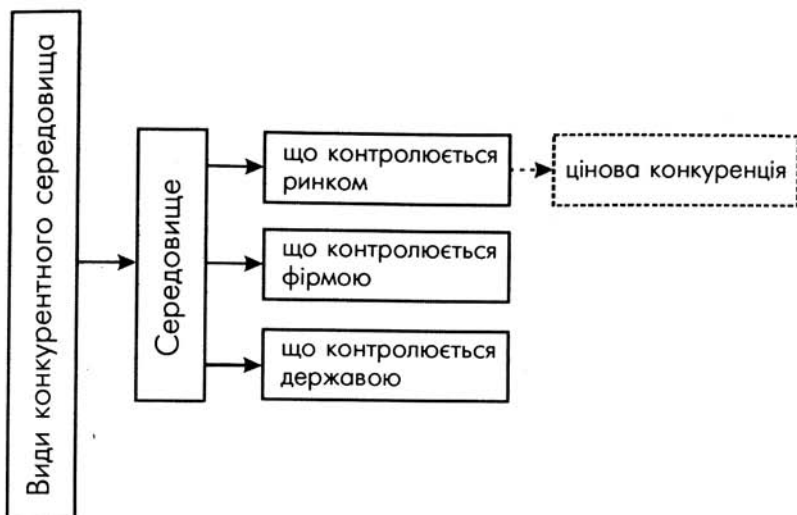 Види конкурентного середовища
Середовище
що контролюється
ринком
цінова конкуренція
що контролюється
фірмою
що контролюється
державою